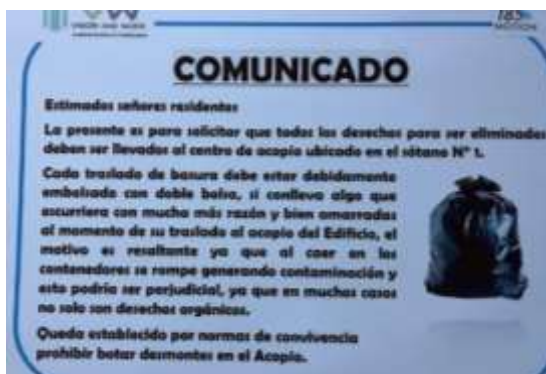 COMUNICADO
Estimados señores residentes
La presente es para solicitar que todos los desechos para ser eliminados
deben ser llevados al centro de acopio ubicado en el sótano N° 1.
Cada traslado de basura debe estar debidamente
embolsado con doble bolsa, si conlleva algo que
escurriera con mucha más razón y bien amarradas
al momento de su traslado al acopio del Edificio, el
motivo es resaltante ya que al caer en los
contenedores se rompe generando contaminación y
esto podría ser perjudicial, ya que en muchos casos
no solo son desechos orgánicos.
Queda establecido por normas de convivencia
prohibir botar desmontes en el Acopio.